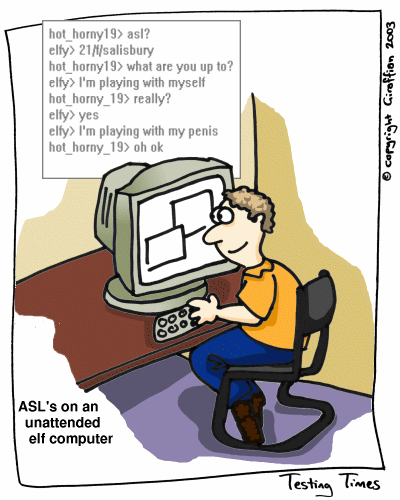 hot_horny19> asl?
elfy> 21/f/salisbury
hot_horny19> what are you up to?
elfy> I'm playing with myself
hot_horny_19> really?
elfy> yes
elfy> I'm playing with my penis
hot_horny_19> oh ok
© copyright Giraffian 2003
ASL's on an
unattended
elf computer
Testing Times